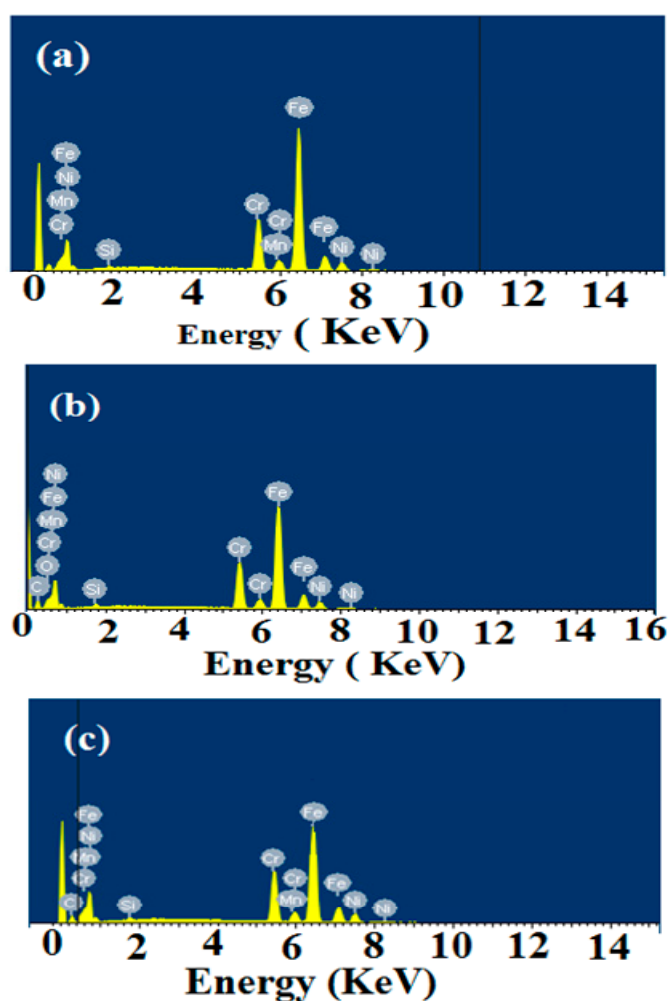 (a)
Fe
Fe
Ni
Mn
Cr
Si
Cr
Cr
Mn
Fe
Ni
Ni
0 2 4 6 8 10 12 14
Energy ( KeV)
(b)
Ni
Fe
Mn
Cr
O
C
Si
Fe
Cr
Cr
Fe
Ni
Ni
0 2 4 6 8 10 12 14 16
Energy ( KeV)
(c)
Fe
Ni
Mn
Cr
C
Si
Fe
Cr
Cr
Mn
Fe
Ni
Ni
0 2 4 6 8 10 12 14
Energy (KeV)